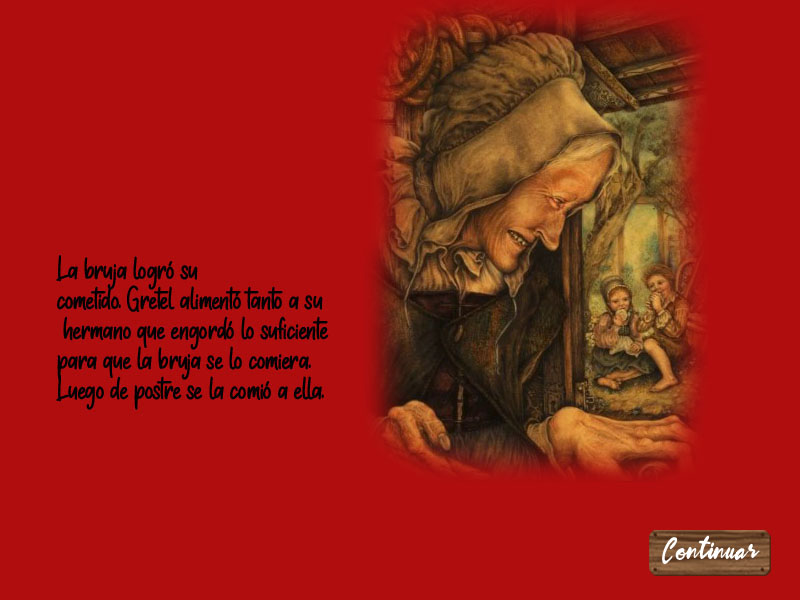 La bruja logró su
cometido. Gretel alimentó tanto a su
hermano que engordó lo suficiente
para que la bruja se lo comiera.
Luego de postre se la comió a ella.
Continuar